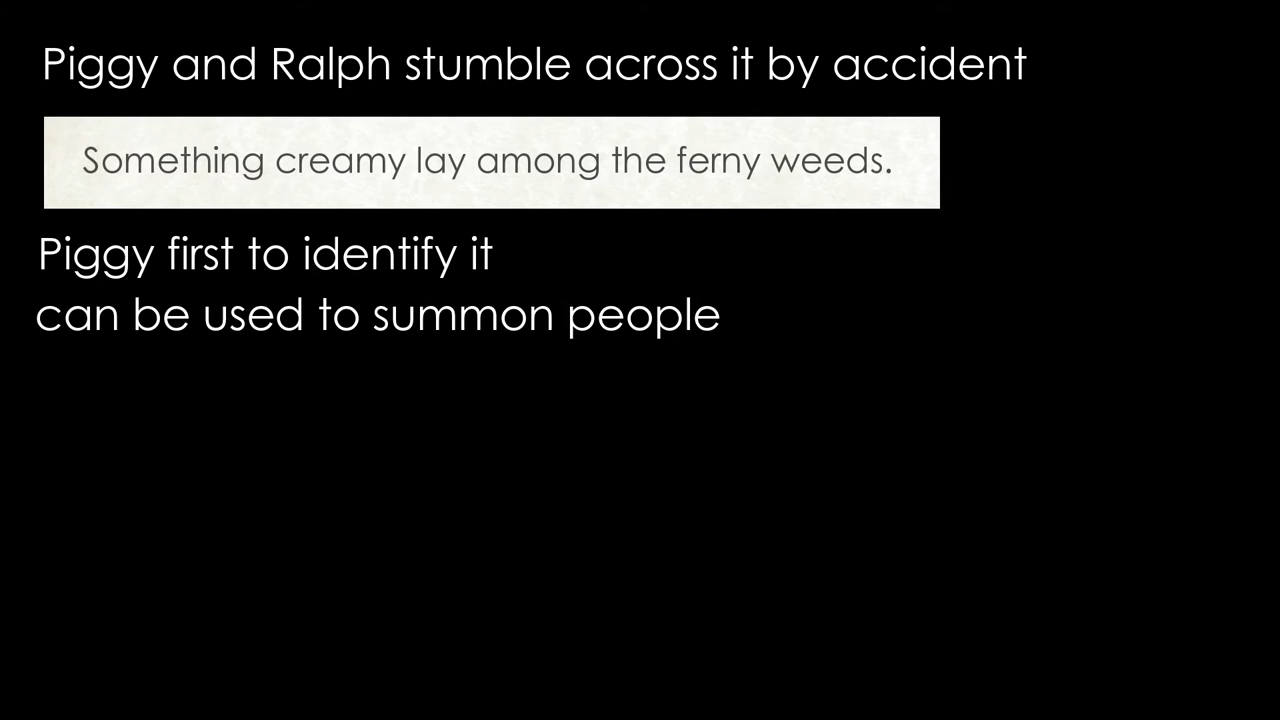 Piggy and Ralph stumble across it by accident
Something creamy lay among the ferny weeds.
Piggy first to identify it
can be used to summon people